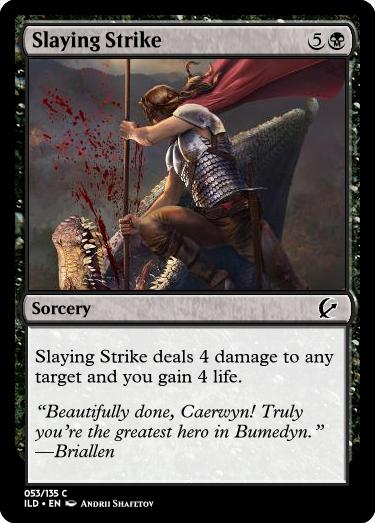 Slaying Strike 5
Sorcery
Slaying Strike deals 4 damage to any
target and you gain 4 life.
“Beautifully done, Caerwyn! Truly
you’re the greatest hero in Bumedyn.”
—Briallen
053/135 C
ILD • EN Andrii Shafetov